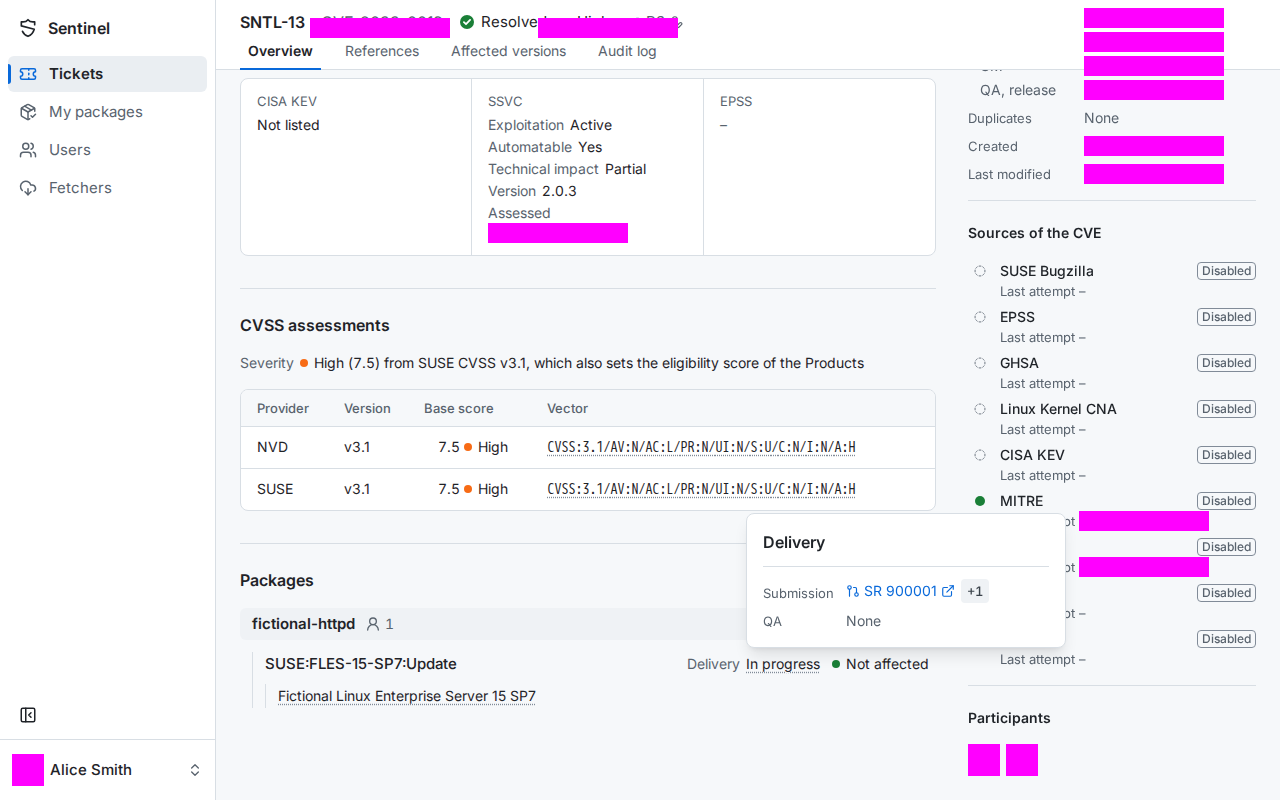 Sentinel
Tickets
My packages
Users
Fetchers
Alice Smith
SNTL-13
Resolved
Overview References Affected versions Audit log
CISA KEV
Not listed
SSVC
Exploitation Active
Automatable Yes
Technical impact Partial
Version 2.0.3
Assessed
EPSS
–
CVSS assessments
Severity High (7.5) from SUSE CVSS v3.1, which also sets the eligibility score of the Products
Provider Version Base score Vector
NVD v3.1 7.5 High CVSS:3.1/AV:N/AC:L/PR:N/UI:N/S:U/C:N/I:N/A:H
SUSE v3.1 7.5 High CVSS:3.1/AV:N/AC:L/PR:N/UI:N/S:U/C:N/I:N/A:H
Packages
fictional-httpd 1
SUSE:FLES-15-SP7:Update Delivery In progress Not affected
Fictional Linux Enterprise Server 15 SP7
Delivery
Submission SR 900001 +1
QA None
QA, release
Duplicates None
Created
Last modified
Sources of the CVE
SUSE Bugzilla Disabled
Last attempt –
EPSS Disabled
Last attempt –
GHSA Disabled
Last attempt –
Linux Kernel CNA Disabled
Last attempt –
CISA KEV Disabled
Last attempt –
MITRE Disabled
pt
Disabled
pt
Disabled
pt –
Disabled
Last attempt –
Participants